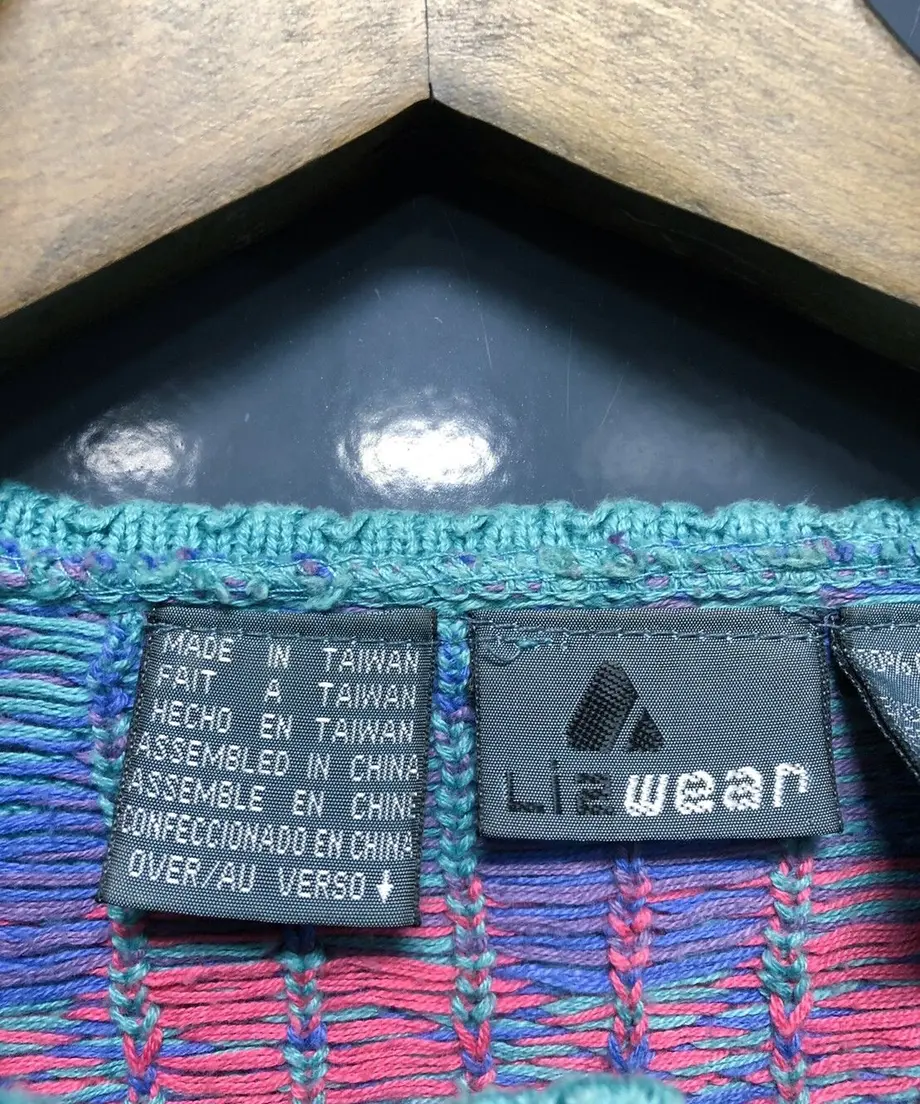 MADE IN TAIWAN
FAIT A TAIWAN
HECHO EN TAIWAN
ASSEMBLED IN CHINA
ASSEMBLE EN CHINE
CONFECCIONADO EN CHINA
OVER/AU VERSO
Lizwear